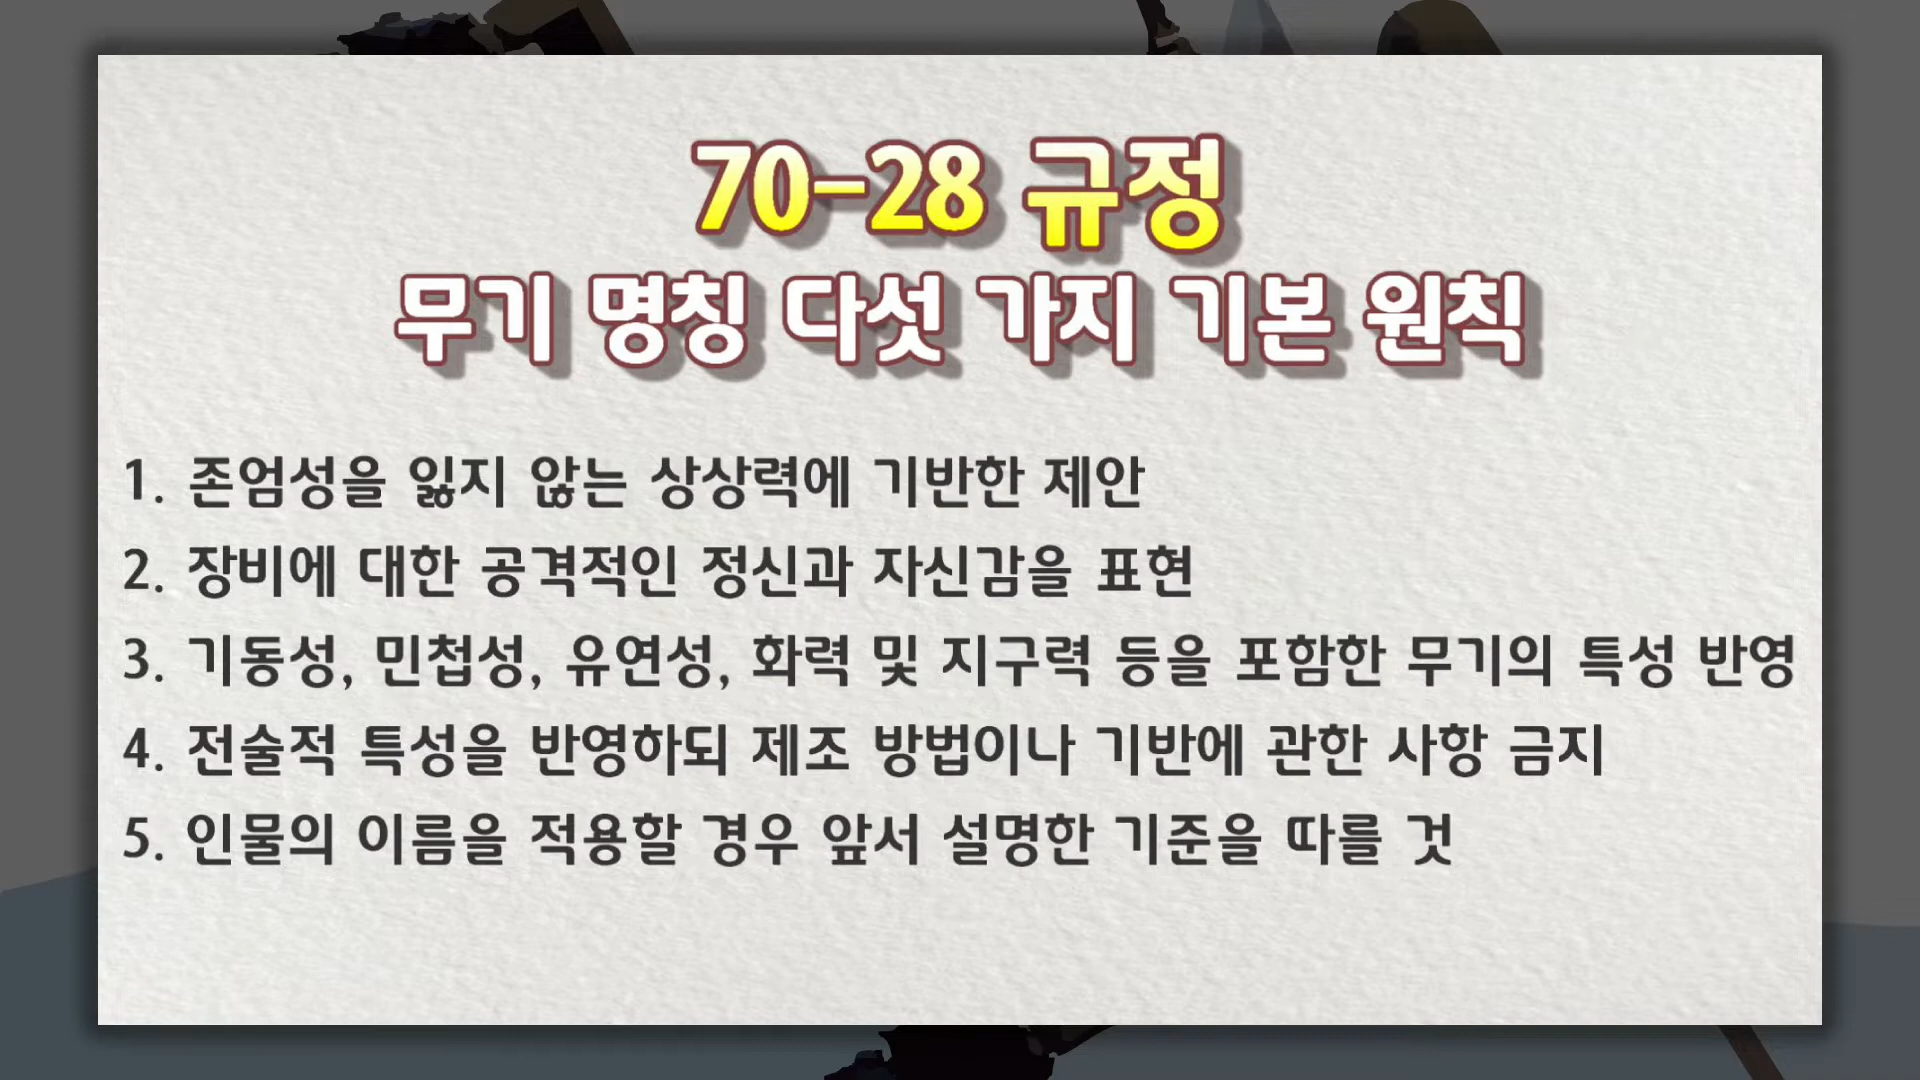 70-28 규정
무기 명칭 다섯 가지 기본 원칙
1. 존엄성을 잃지 않는 상상력에 기반한 제안
2. 장비에 대한 공격적인 정신과 자신감을 표현
3. 기동성, 민첩성, 유연성, 화력 및 지구력 등을 포함한 무기의 특성 반영
4. 전술적 특성을 반영하되 제조 방법이나 기반에 관한 사항 금지
5. 인물의 이름을 적용할 경우 앞서 설명한 기준을 따를 것